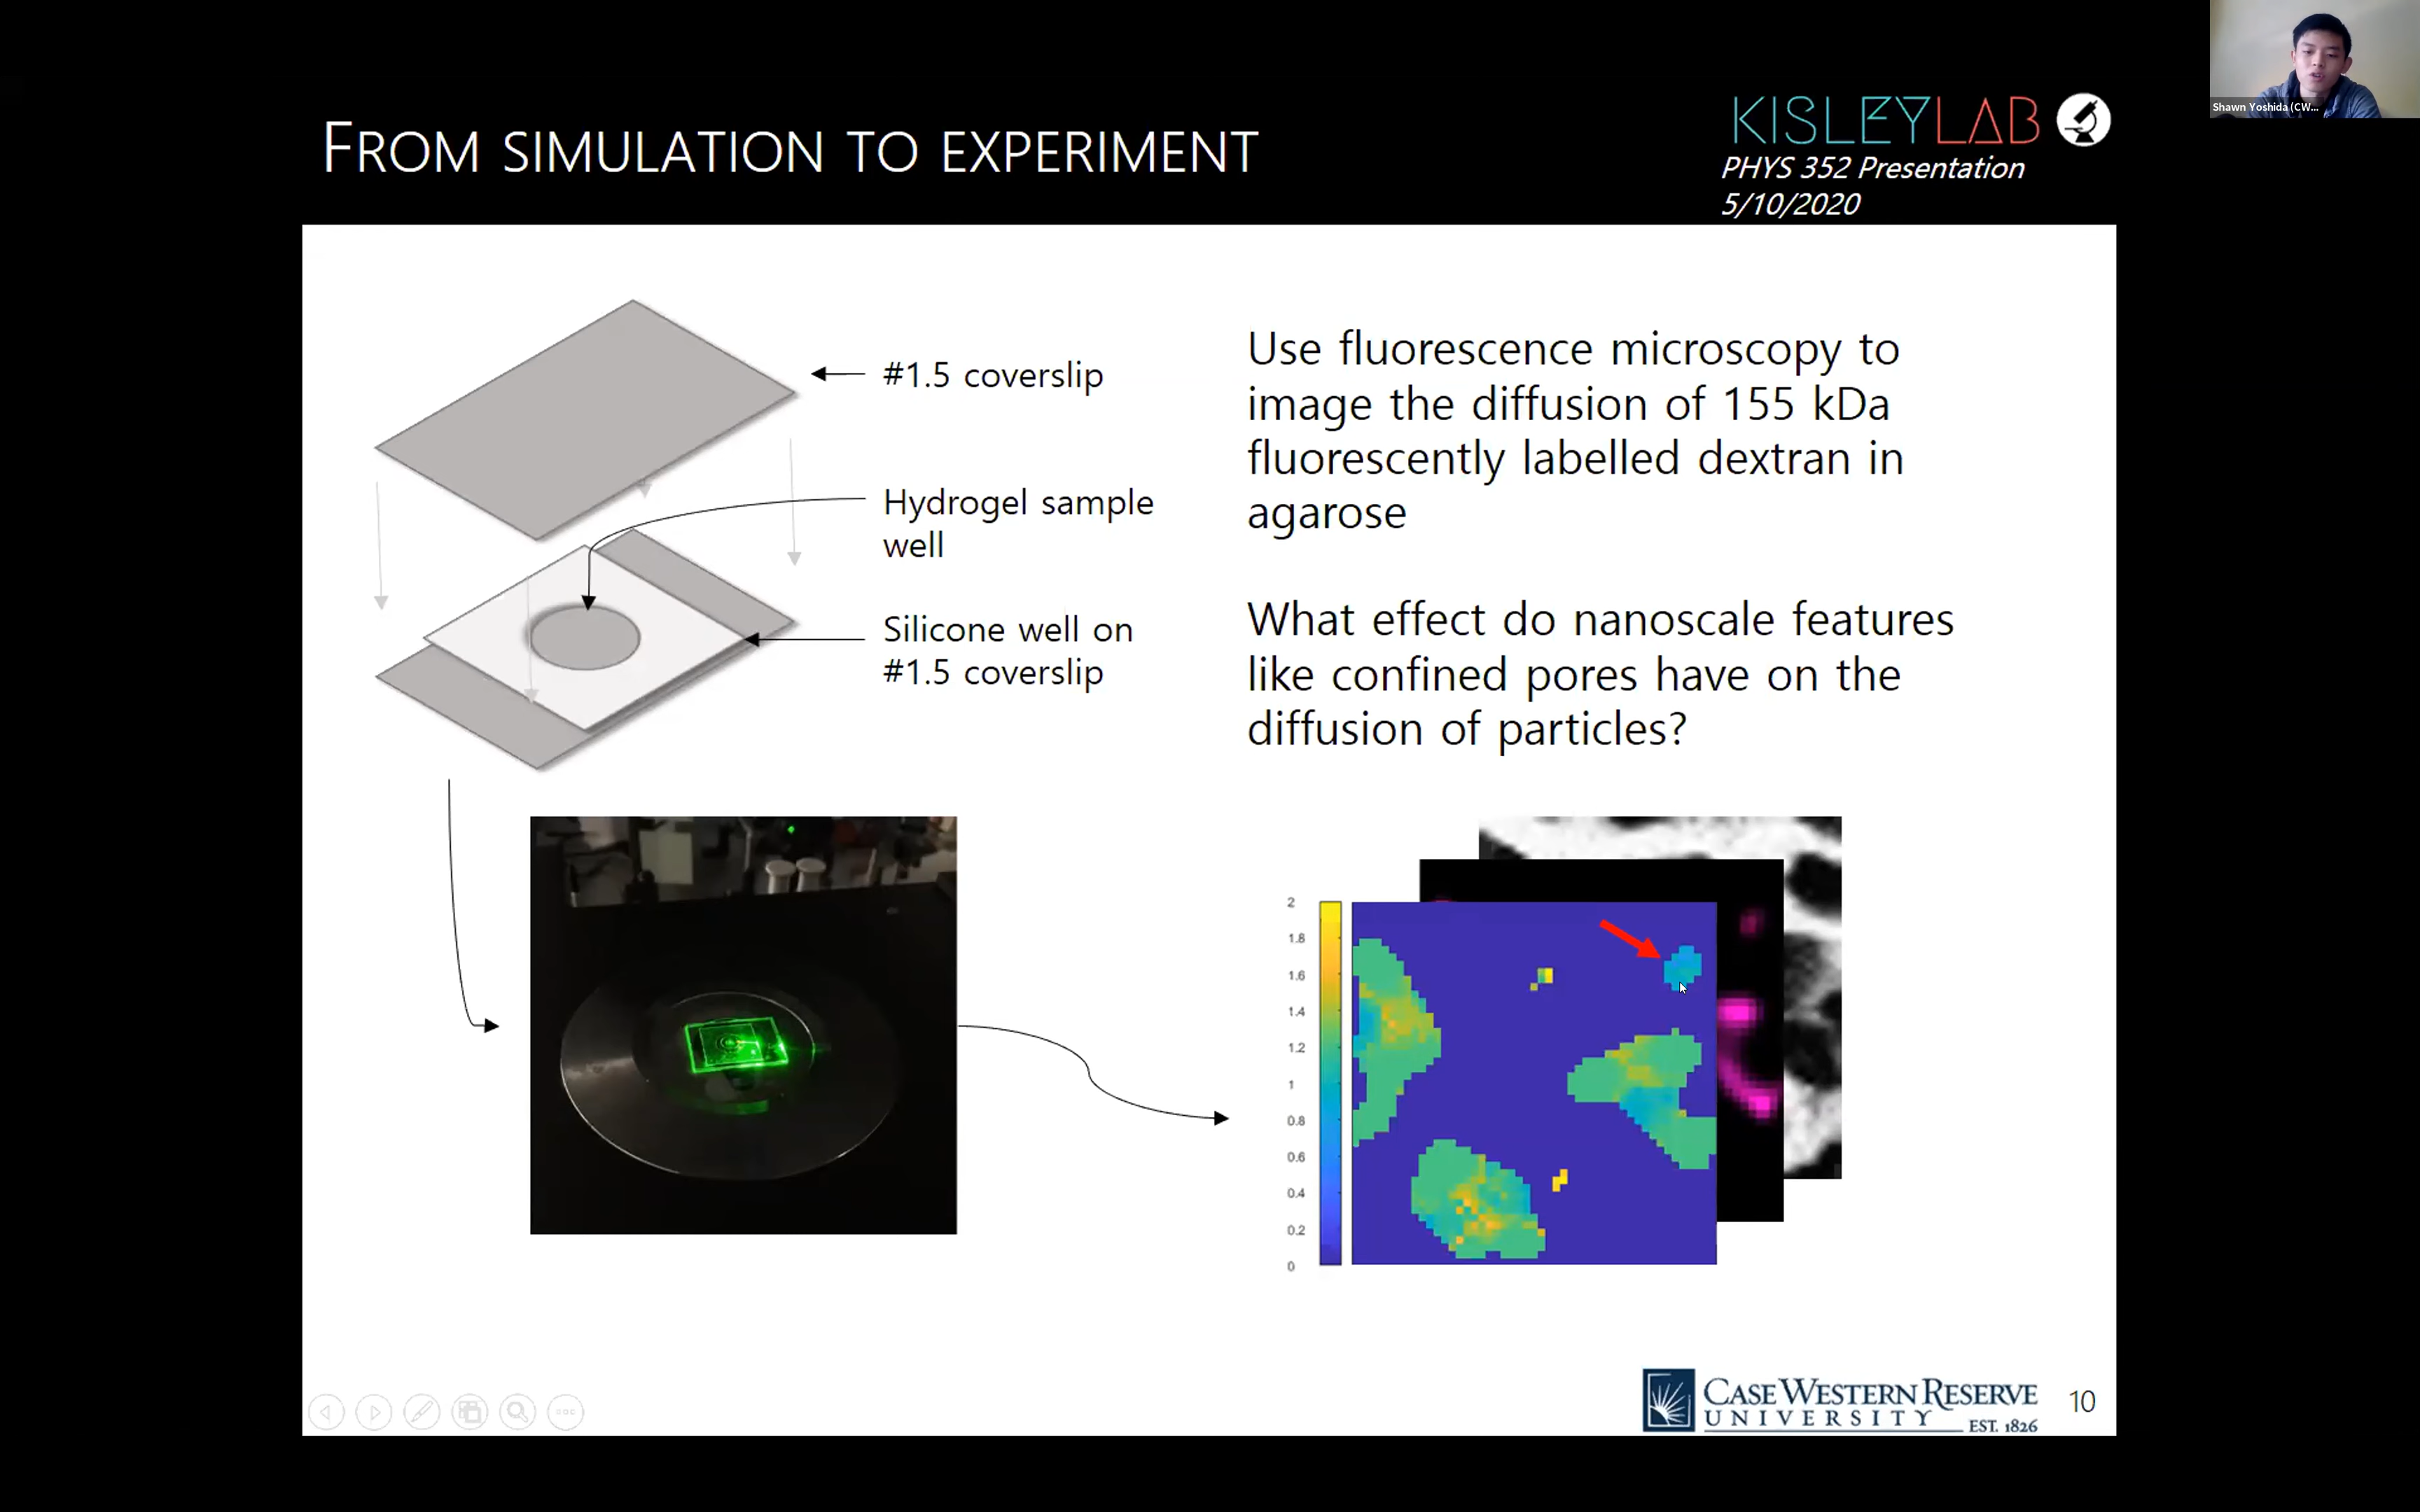 Shawn Yoshida (CW...
FROM SIMULATION TO EXPERIMENT
KISLEYLAB
PHYS 352 Presentation
5/10/2020
#1.5 coverslip
Hydrogel sample
well
Silicone well on
#1.5 coverslip
Use fluorescence microscopy to
image the diffusion of 155 kDa
fluorescently labelled dextran in
agarose
What effect do nanoscale features
like confined pores have on the
diffusion of particles?
2
1.8
1.6
1.4
1.2
1
0.8
0.6
0.4
0.2
0
CASE WESTERN RESERVE
UNIVERSITY
EST. 1826
10